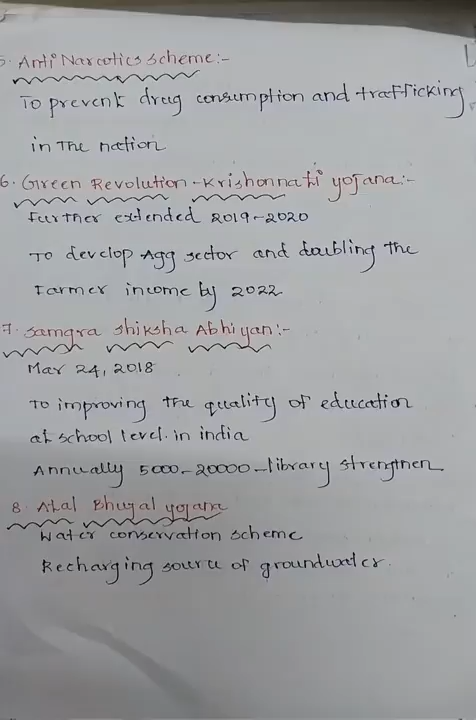 5. Anti Narcotics scheme:-
To prevent drug consumption and trafficking
in The nation
6. Green Revolution - Krishonnati yojana:-
Further extended 2019-2020
To develop Agg sector and doubling the
Farmer income by 2022
7. Samgra Shiksha Abhiyan:-
Mar 24, 2018
To improving the quality of education
at school level. in india
Annually 5000-20000-library strengthen
8. Atal Bhujal yojana
Water conservation scheme
Recharging source of groundwater.